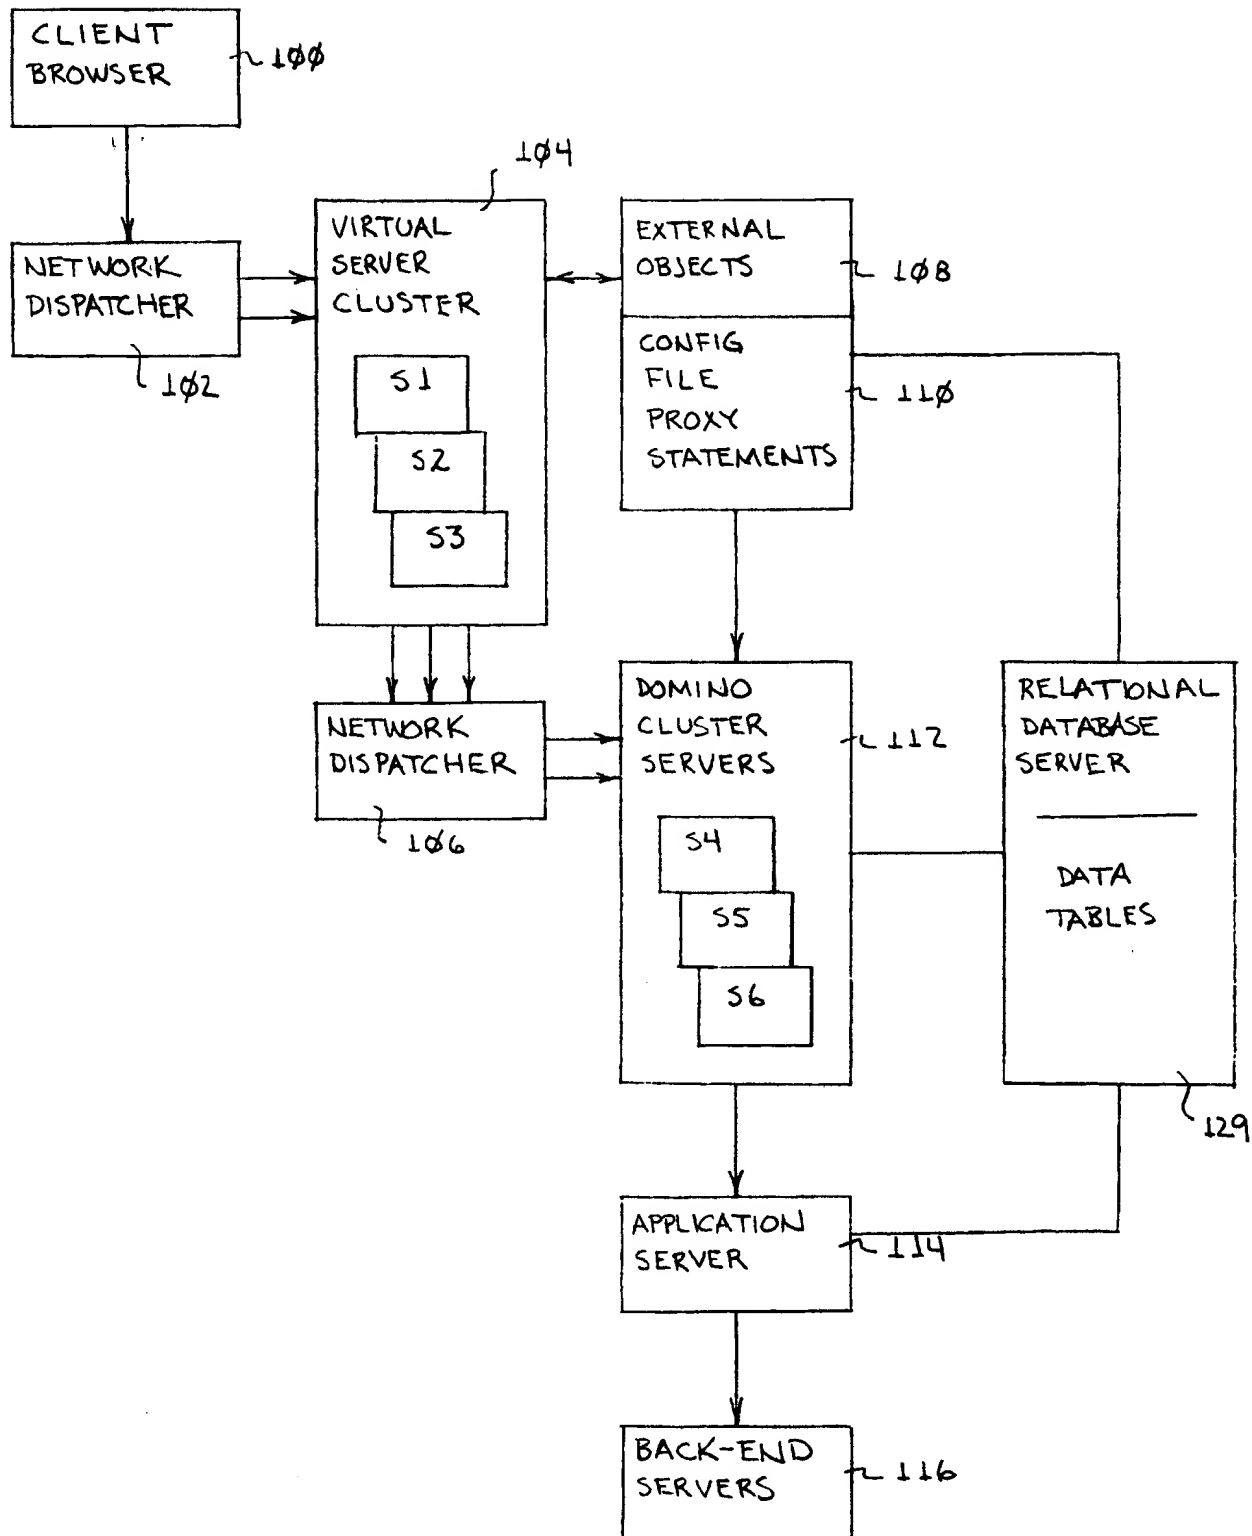 CLIENT
BROWSER
100
104
NETWORK
DISPATCHER
102
VIRTUAL
SERVER
CLUSTER
S1
S2
S3
EXTERNAL
OBJECTS
108
CONFIG
FILE
PROXY
STATEMENTS
110
NETWORK
DISPATCHER
106
DOMINO
CLUSTER
SERVERS
112
S4
S5
S6
RELATIONAL
DATABASE
SERVER
DATA
TABLES
129
APPLICATION
SERVER
114
BACK-END
SERVERS
116